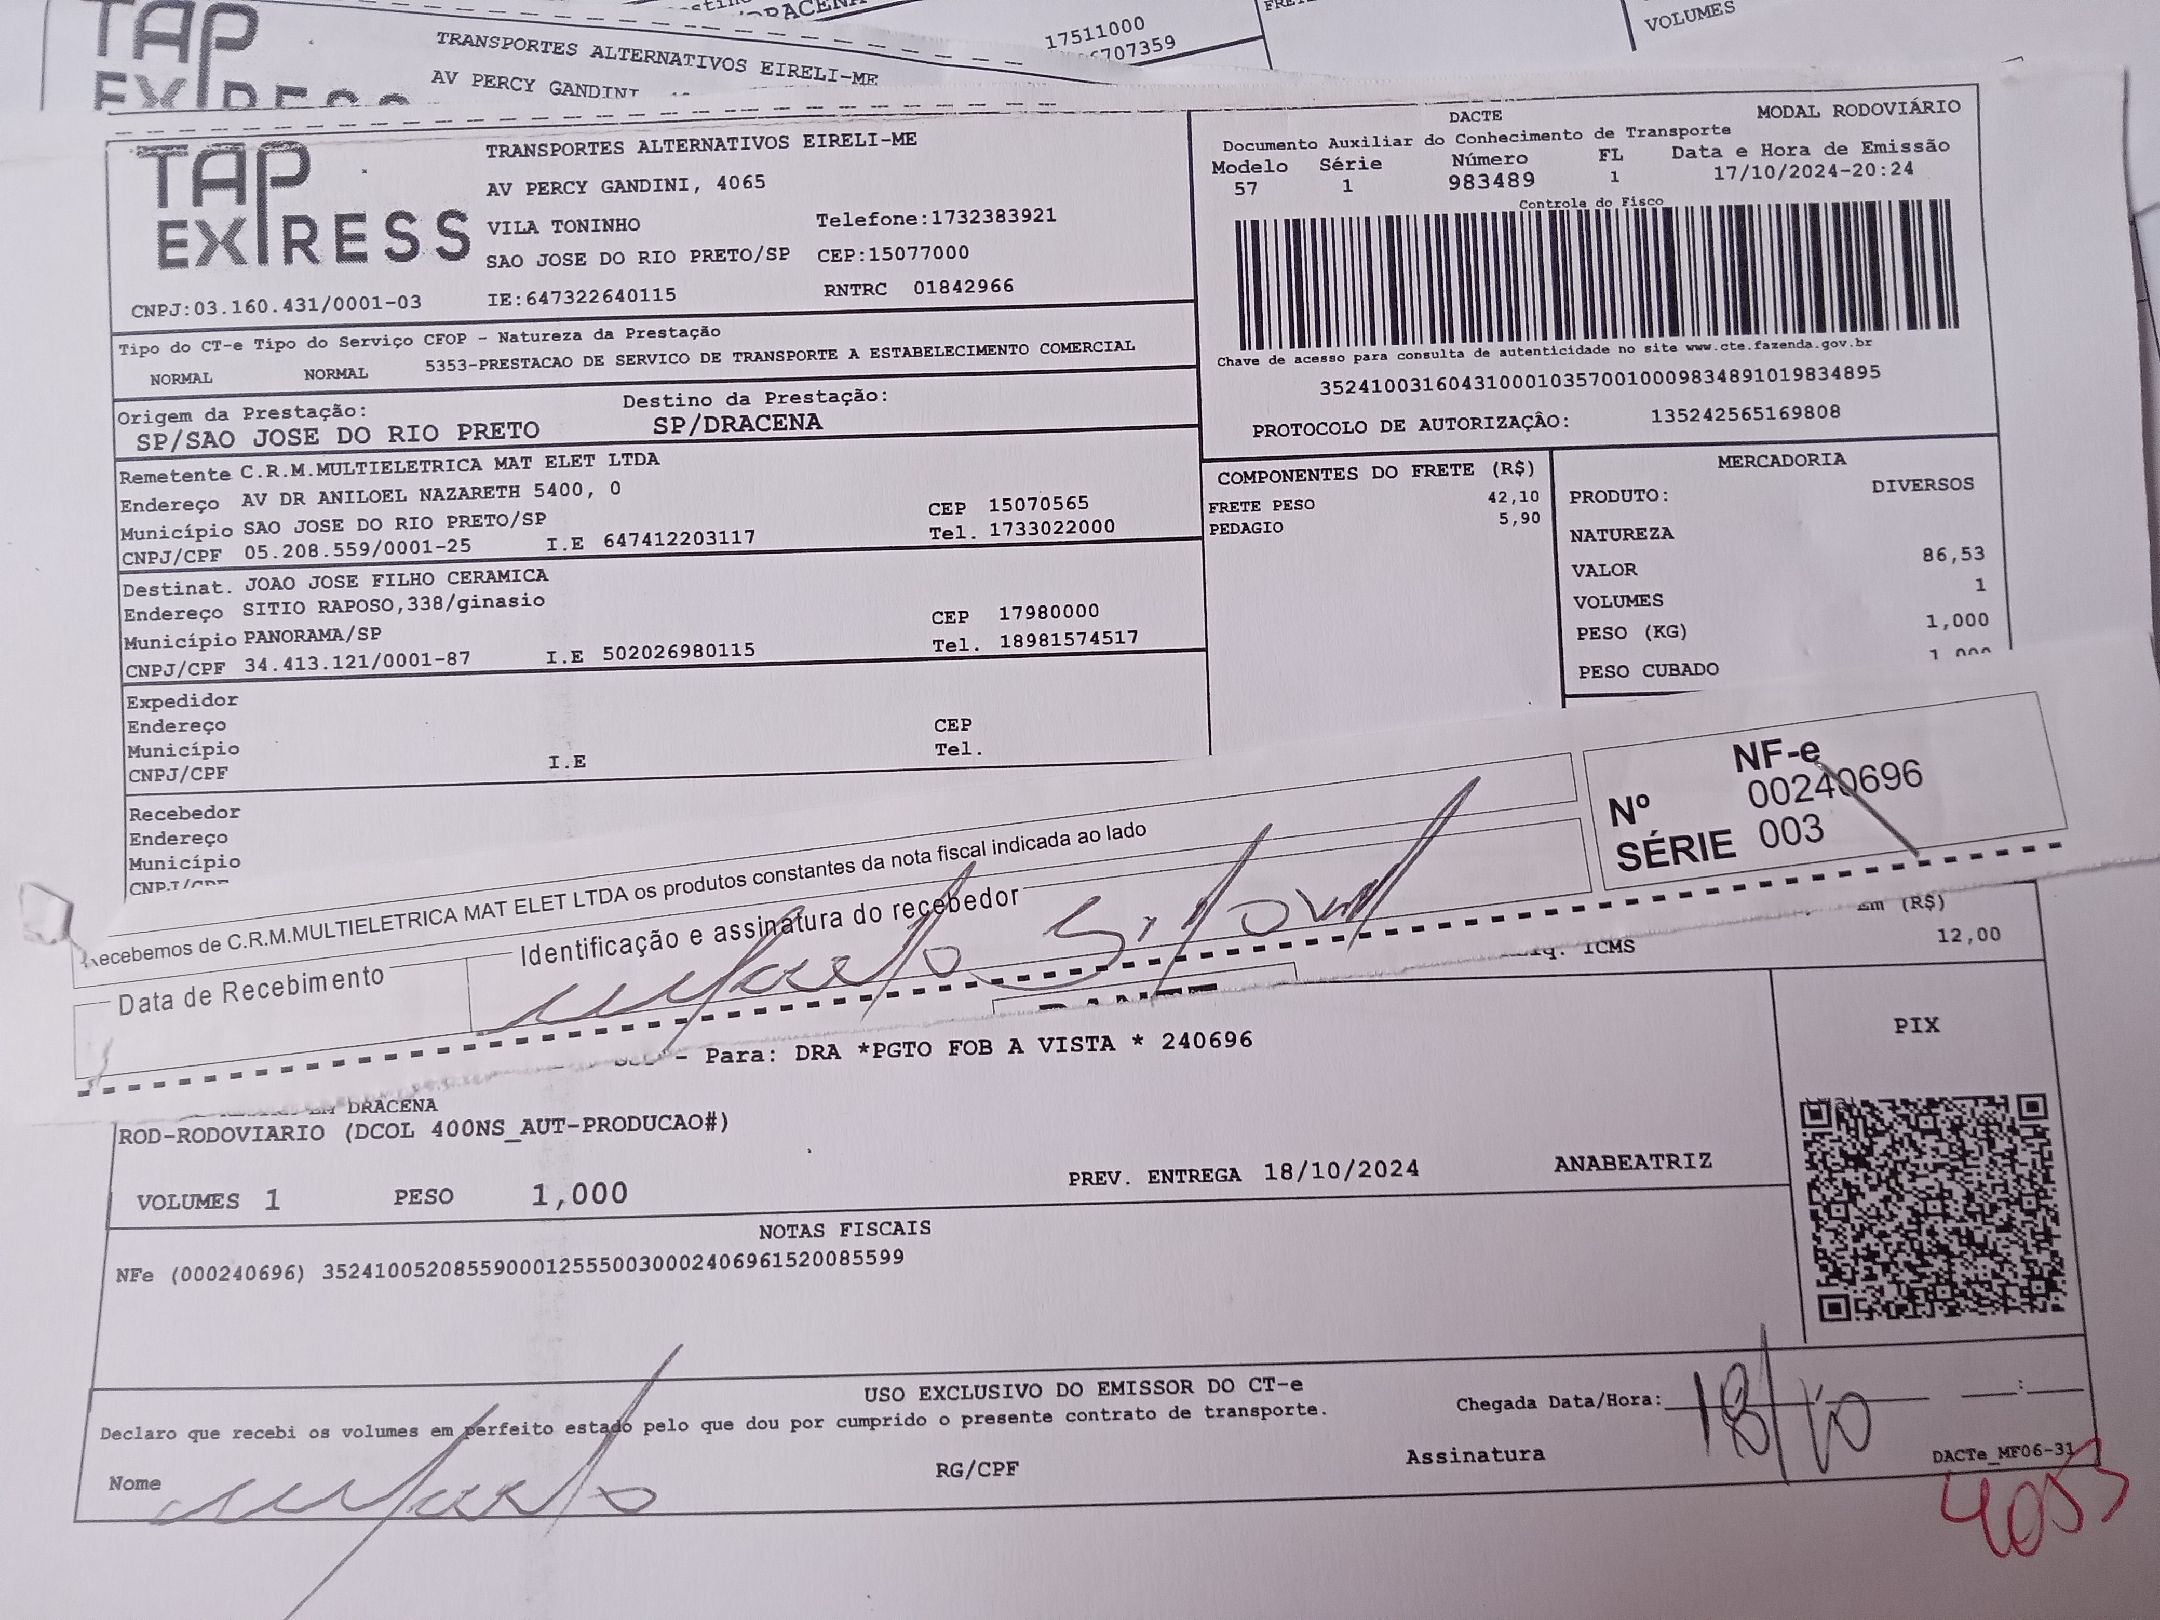 DRACENA
17511000
707359
VOLUMES
TAP
TRANSPORTES ALTERNATIVOS EIRELI-ME
AV PERCY GANDINI
TAP EXPRESS
TRANSPORTES ALTERNATIVOS EIRELI-ME
AV PERCY GANDINI, 4065
VILA TONINHO Telefone:1732383921
SAO JOSE DO RIO PRETO/SP CEP:15077000
CNPJ:03.160.431/0001-03 IE:647322640115 RNTRC 01842966
DACTE MODAL RODOVIÁRIO
Documento Auxiliar do Conhecimento de Transporte
Modelo Série Número FL Data e Hora de Emissão
57 1 983489 1 17/10/2024-20:24
Controla do Fisco
Chave de acesso para consulta de autenticidade no site www.cte.fazenda.gov.br
35241003160431000103570010009834891019834895
PROTOCOLO DE AUTORIZAÇÂO: 135242565169808
Tipo do CT-e Tipo do Serviço CFOP - Natureza da Prestação
NORMAL NORMAL 5353-PRESTACAO DE SERVICO DE TRANSPORTE A ESTABELECIMENTO COMERCIAL
Origem da Prestação: Destino da Prestação:
SP/SAO JOSE DO RIO PRETO SP/DRACENA
Remetente C.R.M.MULTIELETRICA MAT ELET LTDA
Endereço AV DR ANILOEL NAZARETH 5400, 0 CEP 15070565
Município SAO JOSE DO RIO PRETO/SP Tel. 1733022000
CNPJ/CPF 05.208.559/0001-25 I.E 647412203117
Destinat. JOAO JOSE FILHO CERAMICA
Endereço SITIO RAPOSO,338/ginasio CEP 17980000
Município PANORAMA/SP Tel. 18981574517
CNPJ/CPF 34.413.121/0001-87 I.E 502026980115
Expedidor
Endereço CEP
Município Tel.
CNPJ/CPF I.E
Recebedor
Endereço
Município
CNPJ/CPF
COMPONENTES DO FRETE (R$)
FRETE PESO 42,10
PEDAGIO 5,90
MERCADORIA
PRODUTO: DIVERSOS
NATUREZA
VALOR 86,53
VOLUMES 1
PESO (KG) 1,000
PESO CUBADO 1,000
NF-e
Nº 00240696
SÉRIE 003
Recebemos de C.R.M.MULTIELETRICA MAT ELET LTDA os produtos constantes da nota fiscal indicada ao lado
Data de Recebimento Identificação e assinatura do recebedor
(R$)
ICMS 12,00
- Para: DRA *PGTO FOB A VISTA * 240696
EM DRACENA
ROD-RODOVIARIO (DCOL 400NS_AUT-PRODUCAO#)
VOLUMES 1 PESO 1,000 PREV. ENTREGA 18/10/2024 ANABEATRIZ
PIX
NOTAS FISCAIS
NFe (000240696) 35241005208559000125550030002406961520085599
USO EXCLUSIVO DO EMISSOR DO CT-e
Declaro que recebi os volumes em perfeito estado pelo que dou por cumprido o presente contrato de transporte.
Chegada Data/Hora: 18/10 :
Nome RG/CPF Assinatura
DACTe_MF06-31
4053